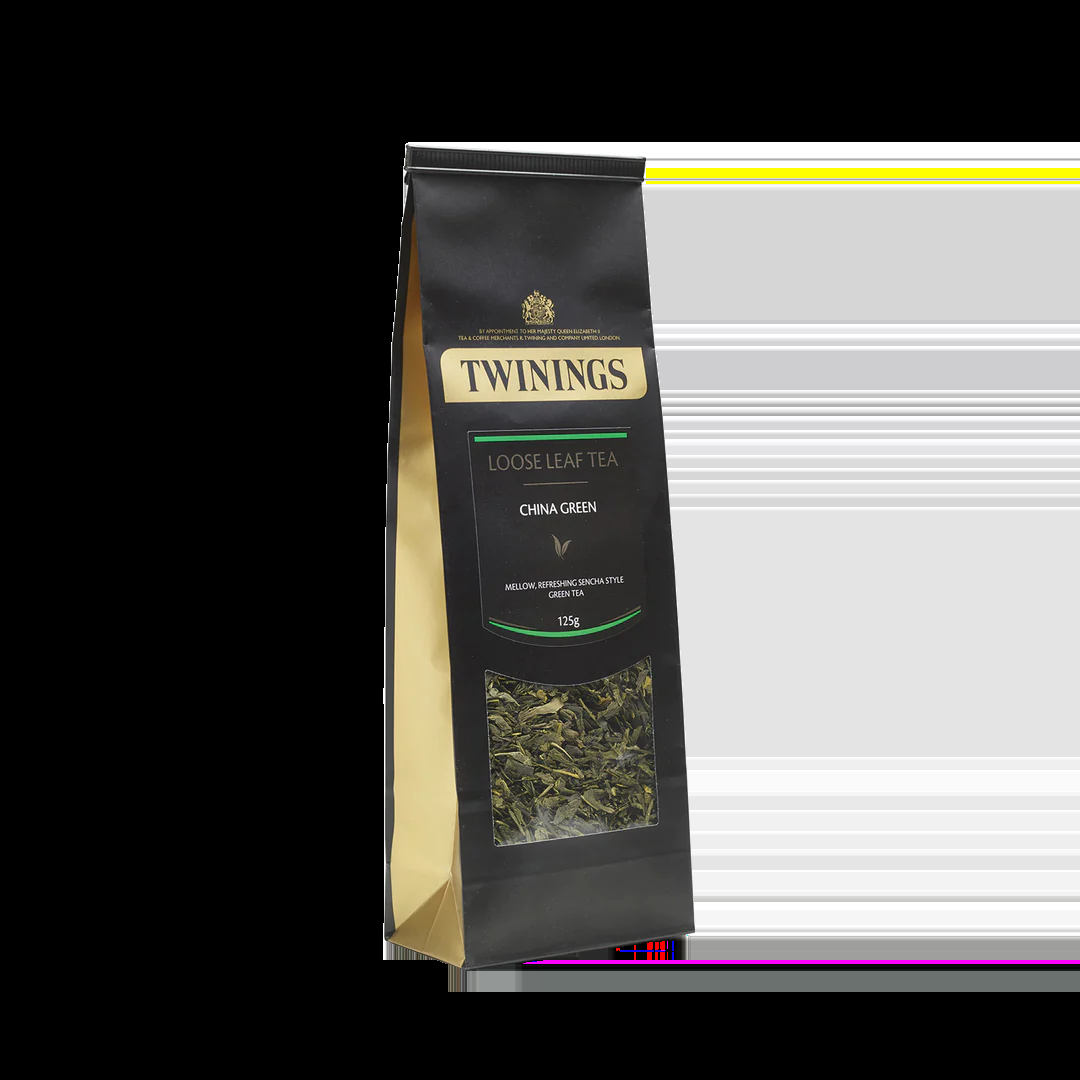 BY APPOINTMENT TO HER MAJESTY QUEEN ELIZABETH II
TEA & COFFEE MERCHANTS R. TWINING AND COMPANY LIMITED, LONDON
TWININGS
LOOSE LEAF TEA
CHINA GREEN
MELLOW, REFRESHING SENCHA STYLE
GREEN TEA
125g